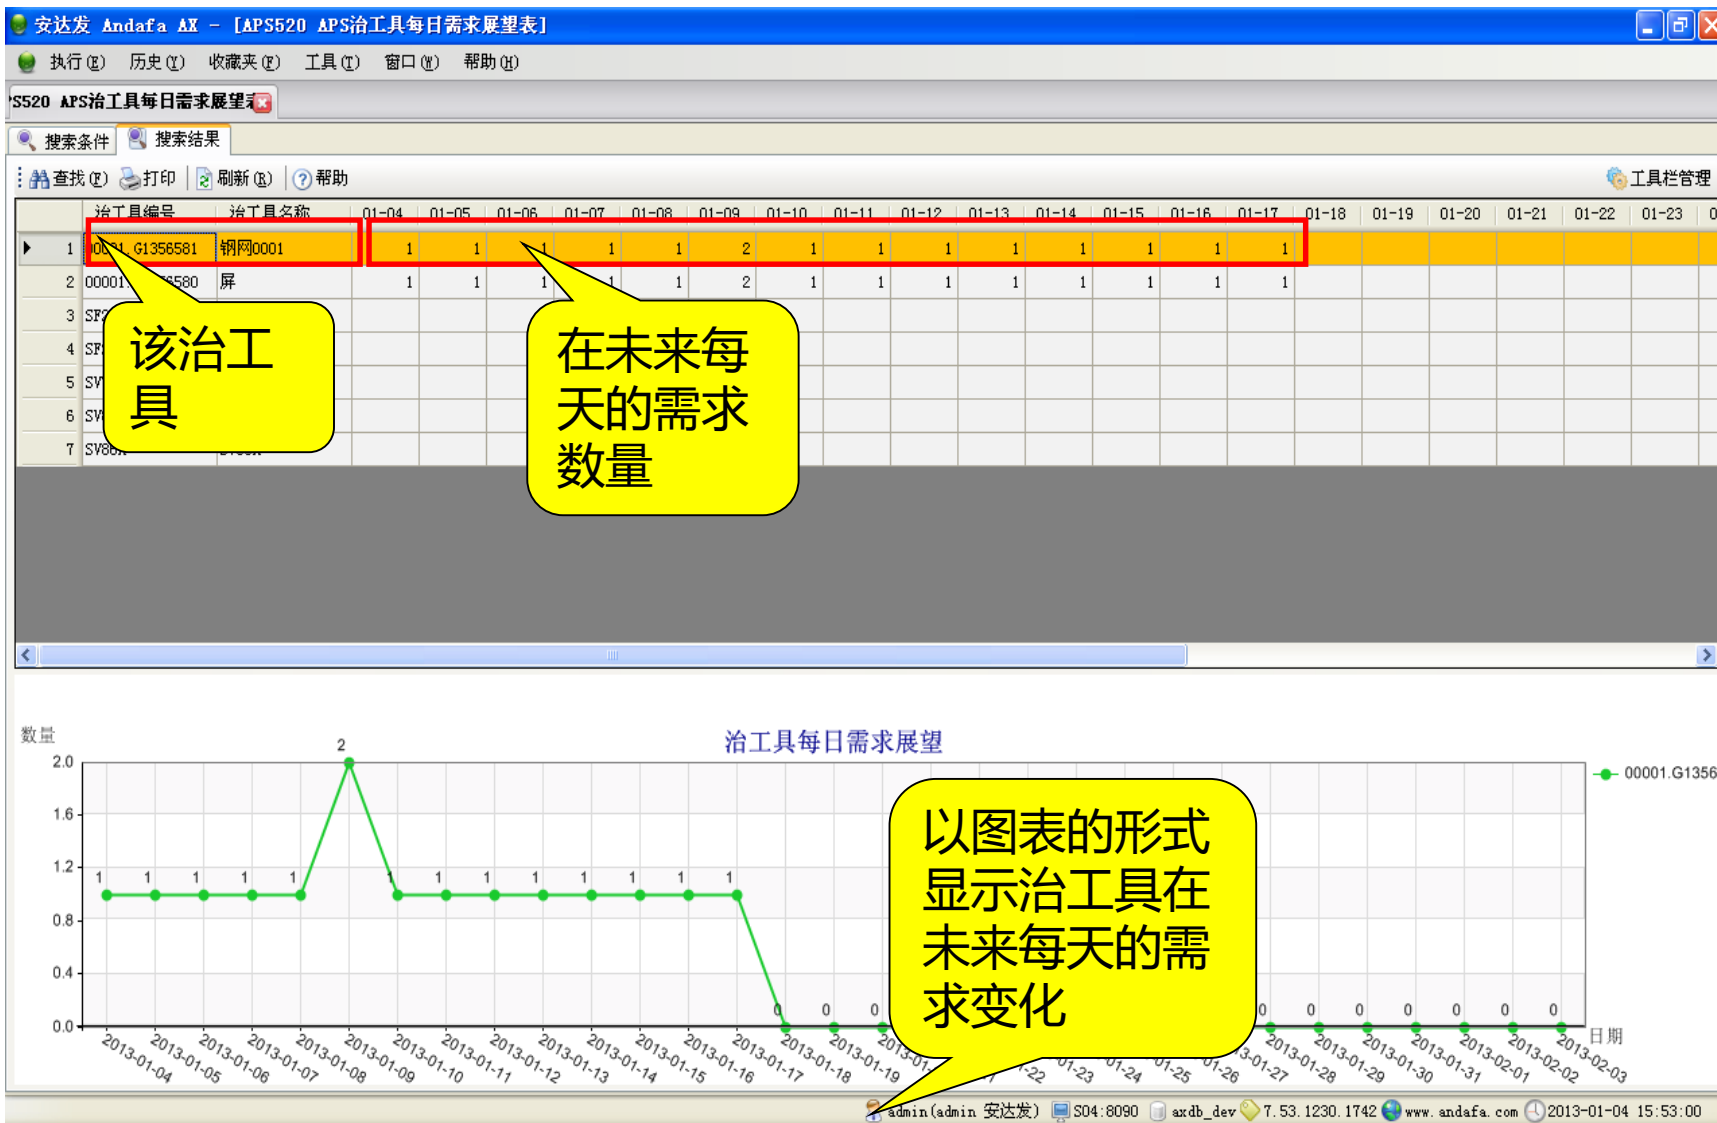 安达发 Andafa AX - [APS520 APS治工具每日需求展望表]
执行(E) 历史(Y) 收藏夹(F) 工具(T) 窗口(W) 帮助(H)
PS520 APS治工具每日需求展望表
搜索条件 搜索结果
查找(F) 打印 刷新(R) 帮助 工具栏管理
治工具编号 治工具名称 01-04 01-05 01-06 01-07 01-08 01-09 01-10 01-11 01-12 01-13 01-14 01-15 01-16 01-17 01-18 01-19 01-20 01-21 01-22 01-23 0
1 00001.G1356581 钢网0001 1 1 1 1 1 2 1 1 1 1 1 1 1 1
2 00001. 580 屏 1 1 1 1 1 2 1 1 1 1 1 1 1 1
3
4
5
6
7
该治工
具
在未来每
天的需求
数量
数量
治工具每日需求展望
2
2.0
1.6
1.2
0.8
0.4
0.0
1 1 1 1 1 1 1 1 1 1 1 1 1
0 0 0 0 0 0 0 0 0 0
00001.G1356
以图表的形式
显示治工具在
未来每天的需
求变化
日期
2013-01-04 2013-01-05 2013-01-06 2013-01-07 2013-01-08 2013-01-09 2013-01-10 2013-01-11 2013-01-12 2013-01-13 2013-01-14 2013-01-15 2013-01-16 2013-01-17 2013-01-18 2013-01-19 1-22 01-23 01-24 01-25 01-26 01-27 2013-01-28 2013-01-29 2013-01-30 2013-01-31 2013-02-01 2013-02-02 2013-02-03
admin(admin 安达发) S04:8090 axdb_dev 7.53.1230.1742 www.andafa.com 2013-01-04 15:53:00